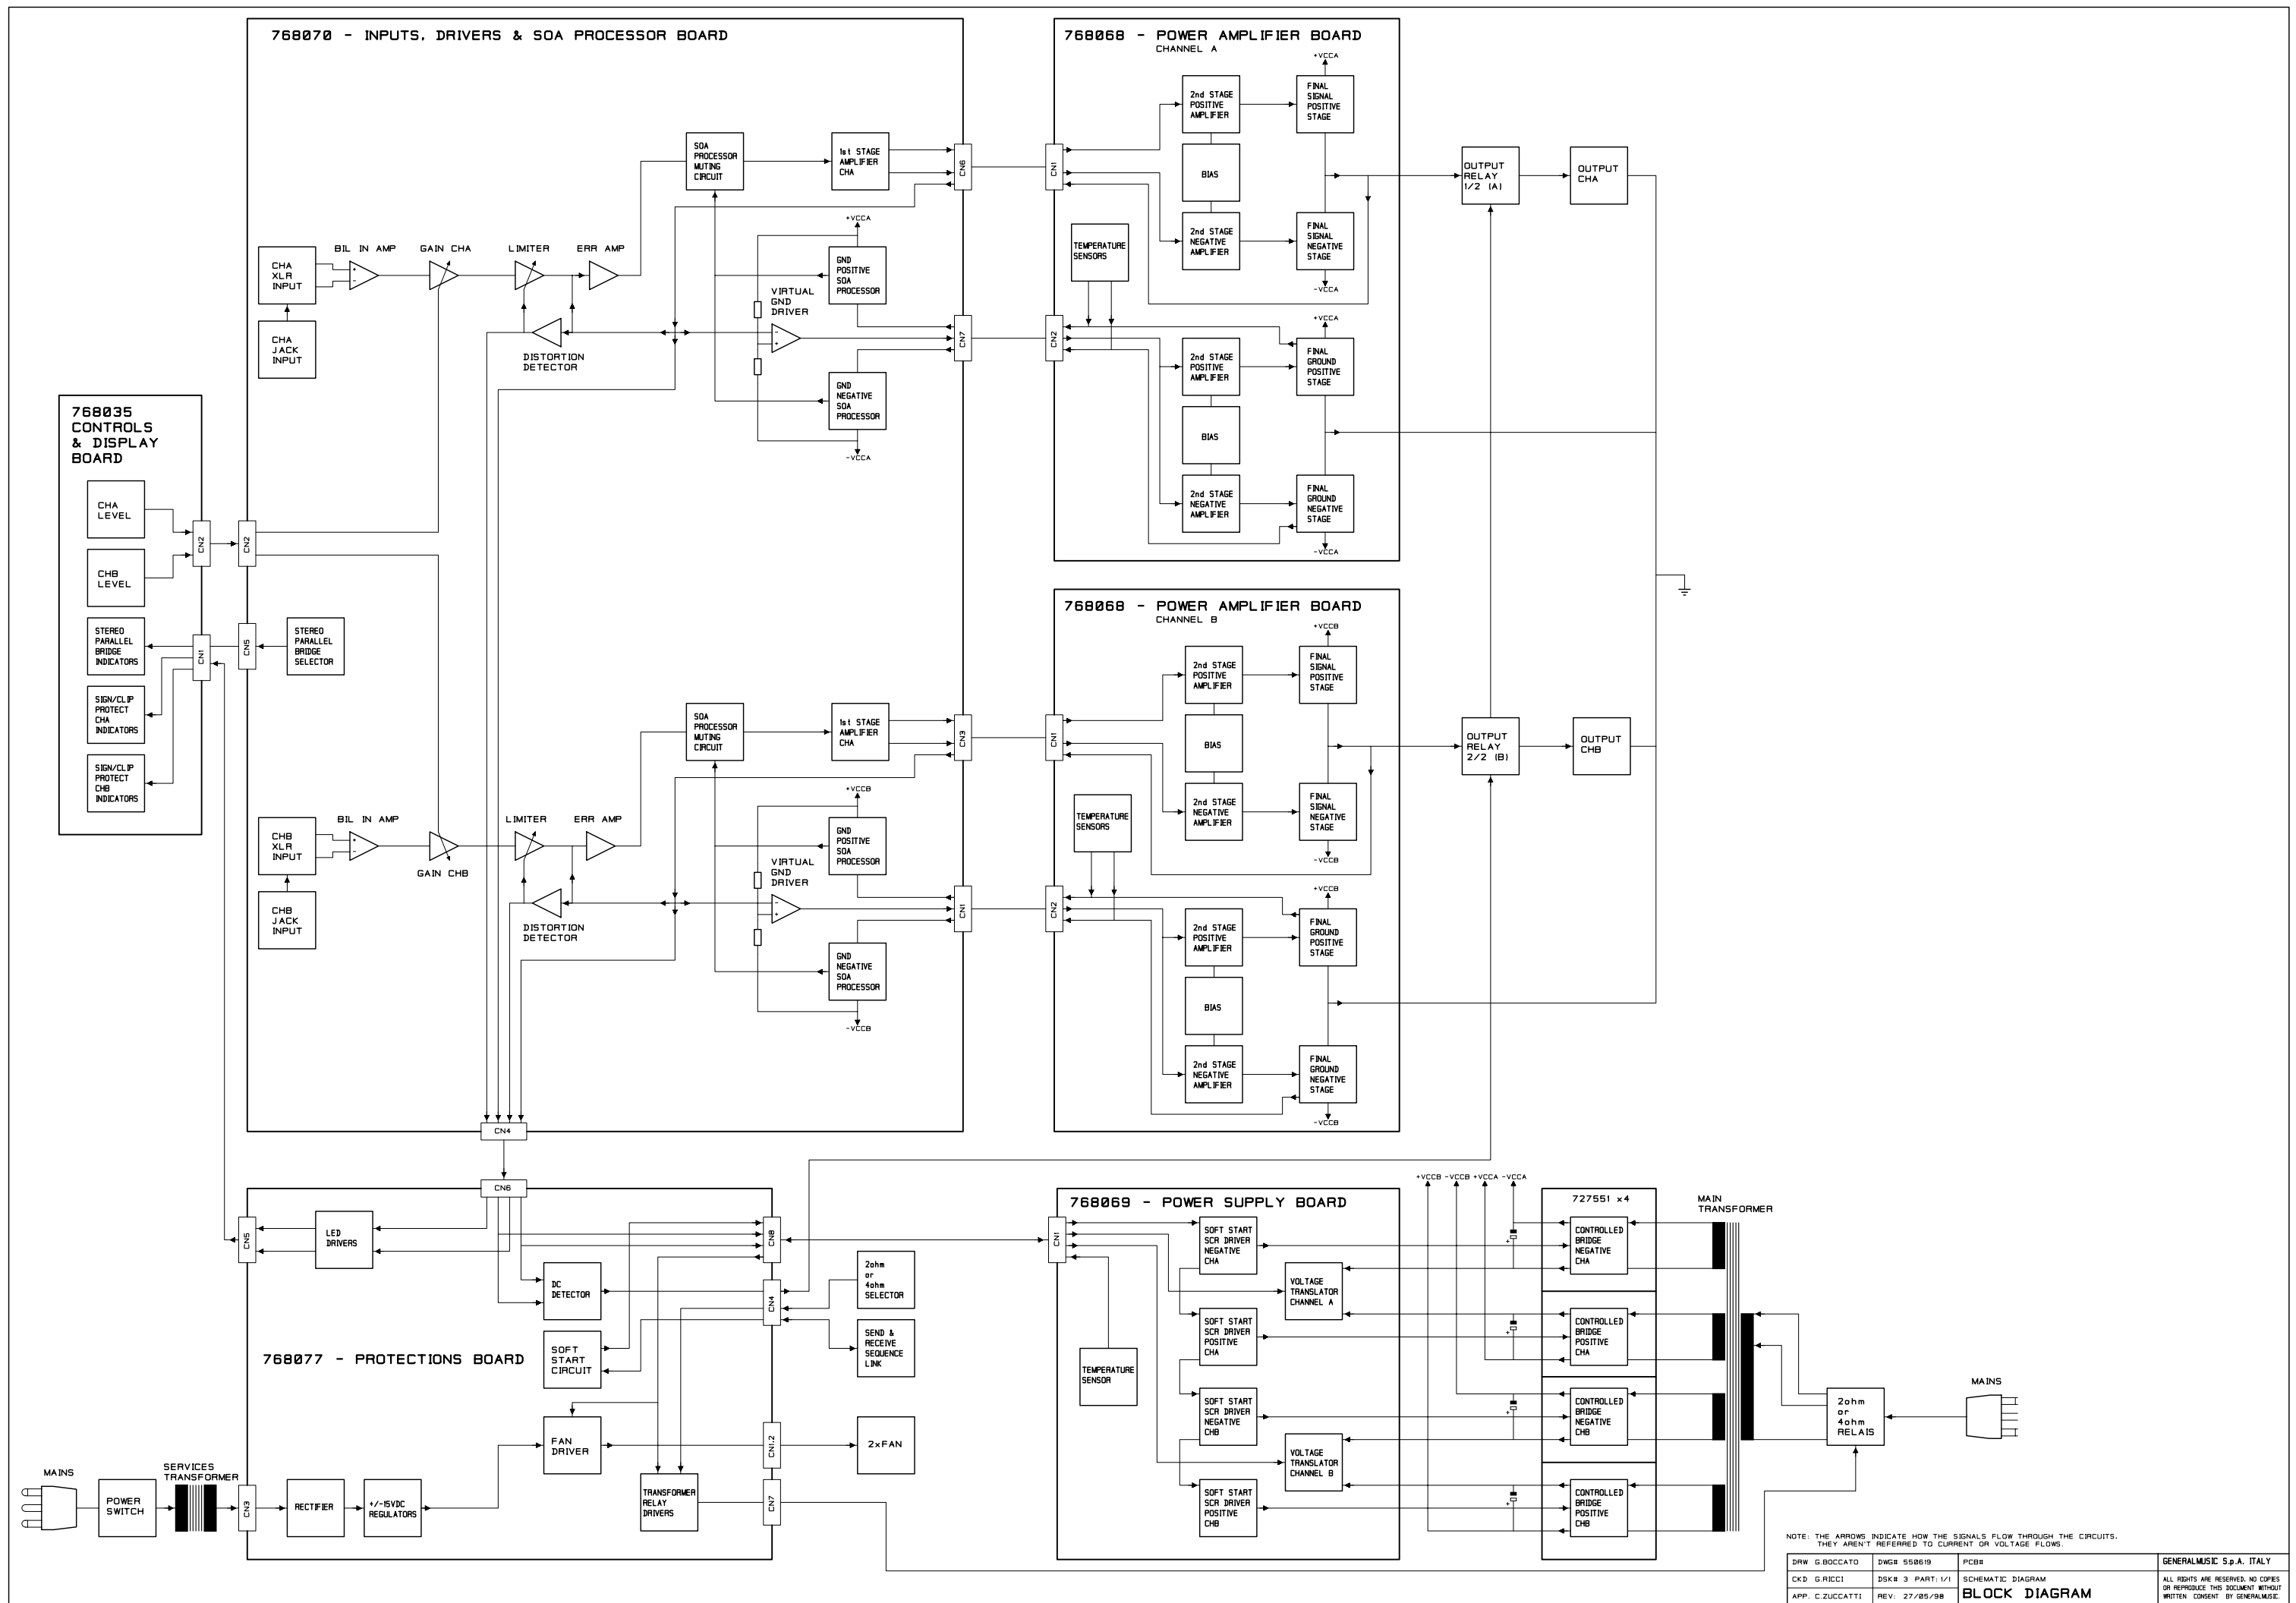 768070 - INPUTS, DRIVERS & SOA PROCESSOR BOARD
SOA
PROCESSOR
MUTING
CIRCUIT
1st STAGE
AMPLIFIER
CHA
CN6
BIL IN AMP
GAIN CHA
LIMITER
ERR AMP
CHA
XLR
INPUT
+
-
CHA
JACK
INPUT
DISTORTION
DETECTOR
+VCCA
GND
POSITIVE
SOA
PROCESSOR
VIRTUAL
GND
DRIVER
-
+
CN7
GND
NEGATIVE
SOA
PROCESSOR
-VCCA
768035
CONTROLS
& DISPLAY
BOARD
CHA
LEVEL
CHB
LEVEL
CN2
CN2
STEREO
PARALLEL
BRIDGE
INDICATORS
CN1
CN5
STEREO
PARALLEL
BRIDGE
SELECTOR
SIGN/CLIP
PROTECT
CHA
INDICATORS
SIGN/CLIP
PROTECT
CHB
INDICATORS
SOA
PROCESSOR
MUTING
CIRCUIT
1st STAGE
AMPLIFIER
CHA
CN3
BIL IN AMP
GAIN CHB
LIMITER
ERR AMP
CHB
XLR
INPUT
+
-
CHB
JACK
INPUT
DISTORTION
DETECTOR
+VCCB
GND
POSITIVE
SOA
PROCESSOR
VIRTUAL
GND
DRIVER
-
+
CN1
GND
NEGATIVE
SOA
PROCESSOR
-VCCB
CN4
768068 - POWER AMPLIFIER BOARD
CHANNEL A
+VCCA
2nd STAGE
POSITIVE
AMPLIFIER
FINAL
SIGNAL
POSITIVE
STAGE
CN1
BIAS
TEMPERATURE
SENSORS
2nd STAGE
NEGATIVE
AMPLIFIER
FINAL
SIGNAL
NEGATIVE
STAGE
-VCCA
+VCCA
CN2
2nd STAGE
POSITIVE
AMPLIFIER
FINAL
GROUND
POSITIVE
STAGE
BIAS
2nd STAGE
NEGATIVE
AMPLIFIER
FINAL
GROUND
NEGATIVE
STAGE
-VCCA
OUTPUT
RELAY
1/2 (A)
OUTPUT
CHA
768068 - POWER AMPLIFIER BOARD
CHANNEL B
+VCCB
2nd STAGE
POSITIVE
AMPLIFIER
FINAL
SIGNAL
POSITIVE
STAGE
CN1
BIAS
TEMPERATURE
SENSORS
2nd STAGE
NEGATIVE
AMPLIFIER
FINAL
SIGNAL
NEGATIVE
STAGE
-VCCB
+VCCB
CN2
2nd STAGE
POSITIVE
AMPLIFIER
FINAL
GROUND
POSITIVE
STAGE
BIAS
2nd STAGE
NEGATIVE
AMPLIFIER
FINAL
GROUND
NEGATIVE
STAGE
-VCCB
OUTPUT
RELAY
2/2 (B)
OUTPUT
CHB
CN6
CN5
LED
DRIVERS
CN8
DC
DETECTOR
CN4
2ohm
or
4ohm
SELECTOR
SOFT
START
CIRCUIT
SEND &
RECEIVE
SEQUENCE
LINK
768077 - PROTECTIONS BOARD
FAN
DRIVER
CN1,2
2xFAN
MAINS
POWER
SWITCH
SERVICES
TRANSFORMER
CN3
RECTIFIER
+/-15VDC
REGULATORS
TRANSFORMER
RELAY
DRIVERS
CN7
768069 - POWER SUPPLY BOARD
CN1
SOFT START
SCR DRIVER
NEGATIVE
CHA
VOLTAGE
TRANSLATOR
CHANNEL A
SOFT START
SCR DRIVER
POSITIVE
CHA
TEMPERATURE
SENSOR
SOFT START
SCR DRIVER
NEGATIVE
CHB
VOLTAGE
TRANSLATOR
CHANNEL B
SOFT START
SCR DRIVER
POSITIVE
CHB
+VCCB -VCCB +VCCA -VCCA
+
+
+
+
727551 x4
CONTROLLED
BRIDGE
NEGATIVE
CHA
CONTROLLED
BRIDGE
POSITIVE
CHA
CONTROLLED
BRIDGE
NEGATIVE
CHB
CONTROLLED
BRIDGE
POSITIVE
CHB
MAIN
TRANSFORMER
2ohm
or
4ohm
RELAIS
MAINS
NOTE: THE ARROWS INDICATE HOW THE SIGNALS FLOW THROUGH THE CIRCUITS.
THEY AREN'T REFERRED TO CURRENT OR VOLTAGE FLOWS.
DRW G.BOCCATO
DWG# 550619
PCB#
GENERALMUSIC S.p.A. ITALY
CKD G.RICCI
DSK# 3 PART: 1/1
SCHEMATIC DIAGRAM
APP. C.ZUCCATTI
REV: 27/05/98
BLOCK DIAGRAM
ALL RIGHTS ARE RESERVED. NO COPIES
OR REPRODUCE THIS DOCUMENT WITHOUT
WRITTEN CONSENT BY GENERALMUSIC.